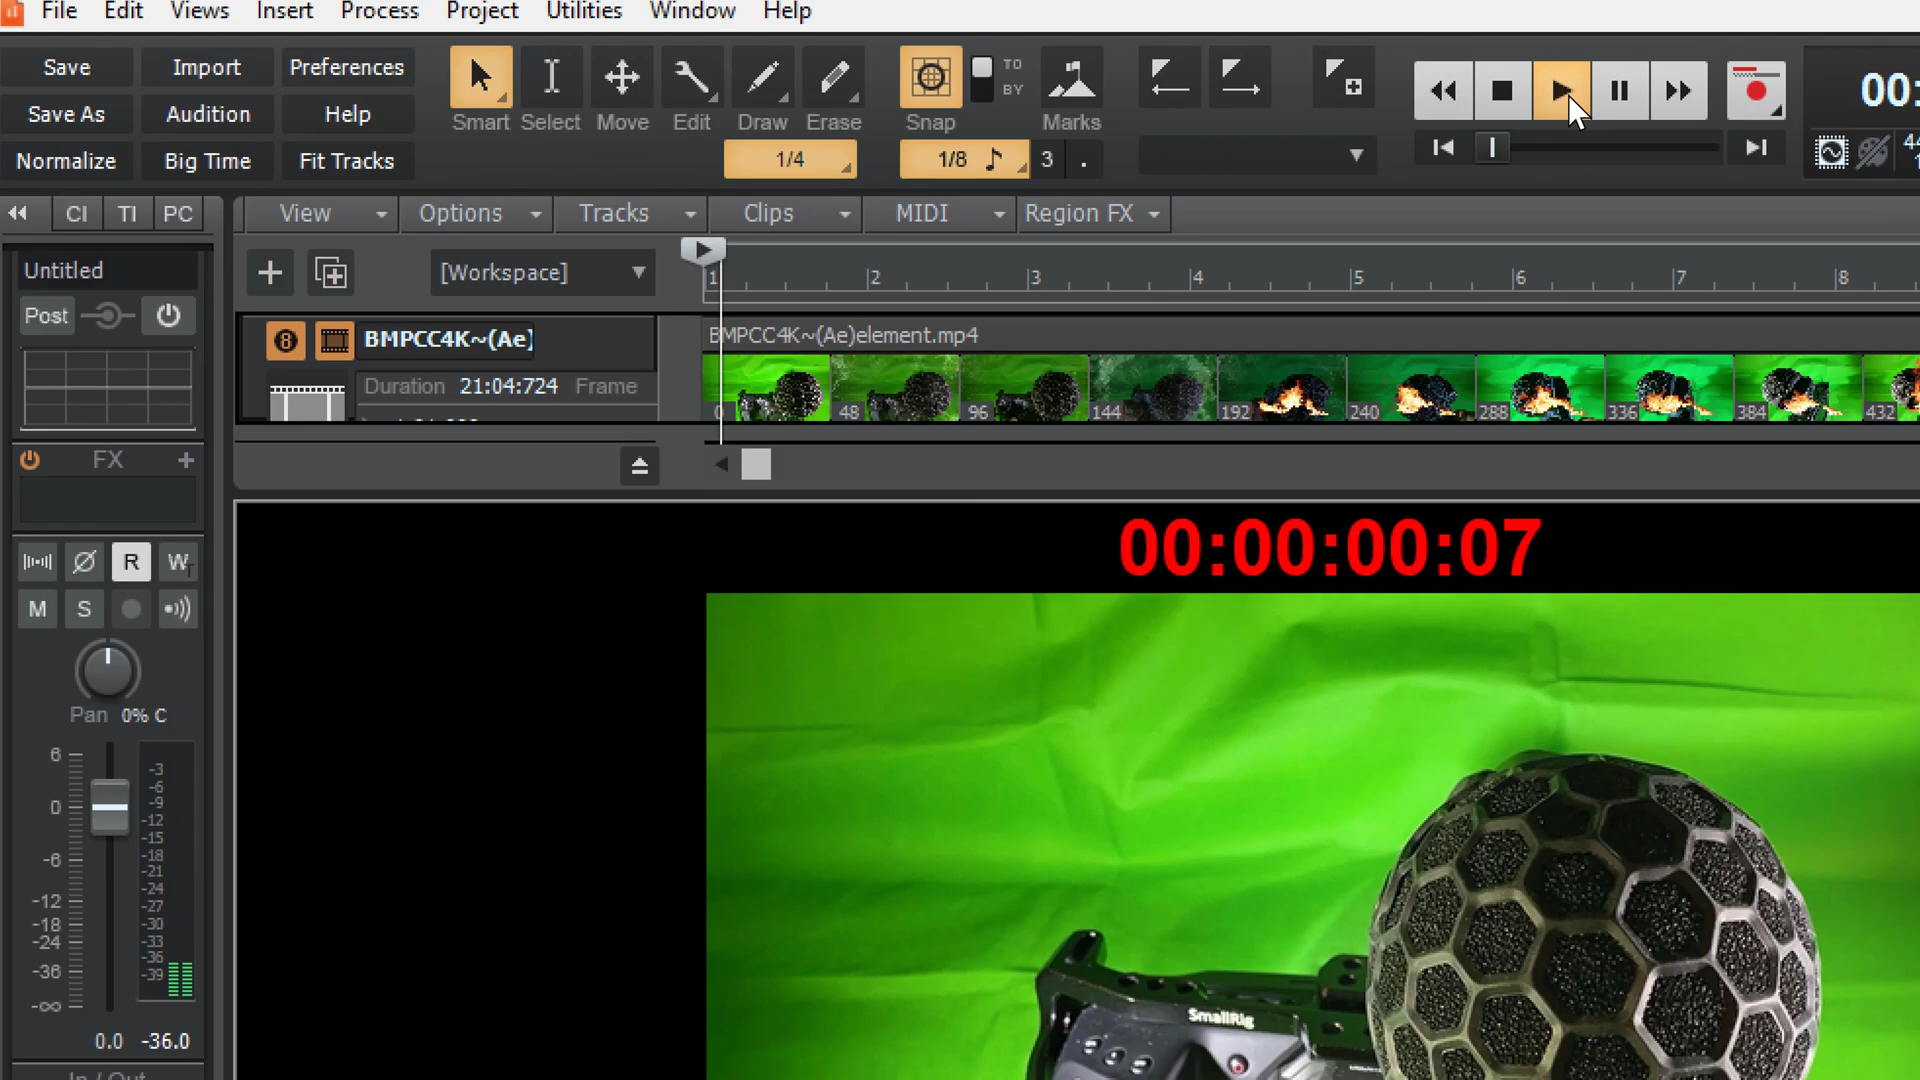 File Edit Views Insert Process Project Utilities Window Help
Save Import Preferences
Save As Audition Help
Normalize Big Time Fit Tracks
Smart Select Move Edit Draw Erase Snap Marks
TO
BY
1/4 1/8 3 .
00:
44
CI TI PC
View Options Tracks Clips MIDI Region FX
Untitled
Post
[Workspace]
1 2 3 4 5 6 7 8
BMPCC4K~(Ae)
Duration 21:04:724 Frame
BMPCC4K~(Ae)element.mp4
0 48 96 144 192 240 288 336 384 432
FX
R W
M S
Pan 0% C
6
0
-6
-12
-18
-24
-36
-∞
-3
-6
-9
-12
-15
-18
-21
-24
-27
-30
-33
-36
-39
0.0 -36.0
In / Out
00:00:00:07
SmallRig